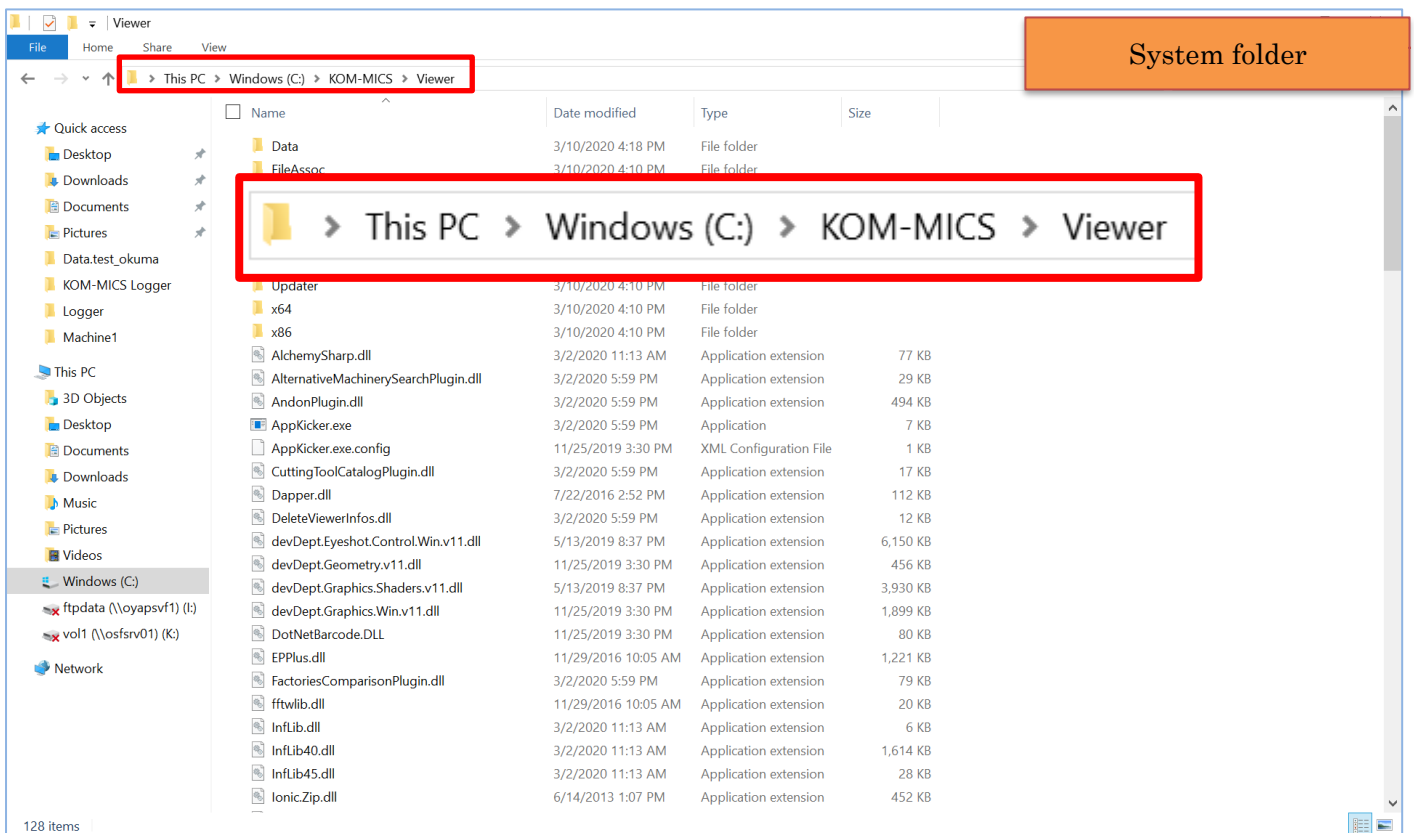 Viewer
System folder
File Home Share View
This PC > Windows (C:) > KOM-MICS > Viewer
Name Date modified Type Size
Quick access
Desktop
Downloads
Documents
Pictures
Data.test_okuma
KOM-MICS Logger
Logger
Machine1
This PC
3D Objects
Desktop
Documents
Downloads
Music
Pictures
Videos
Windows (C:)
ftpdata (\\oyapsvf1) (I:)
vol1 (\\osfsrv01) (K:)
Network
Data 3/10/2020 4:18 PM File folder
FileAssoc 3/10/2020 4:10 PM File folder
This PC > Windows (C:) > KOM-MICS > Viewer
Updater 3/10/2020 4:10 PM File folder
x64 3/10/2020 4:10 PM File folder
x86 3/10/2020 4:10 PM File folder
AlchemySharp.dll 3/2/2020 11:13 AM Application extension 77 KB
AlternativeMachinerySearchPlugin.dll 3/2/2020 5:59 PM Application extension 29 KB
AndonPlugin.dll 3/2/2020 5:59 PM Application extension 494 KB
AppKicker.exe 3/2/2020 5:59 PM Application 7 KB
AppKicker.exe.config 11/25/2019 3:30 PM XML Configuration File 1 KB
CuttingToolCatalogPlugin.dll 3/2/2020 5:59 PM Application extension 17 KB
Dapper.dll 7/22/2016 2:52 PM Application extension 112 KB
DeleteViewerInfos.dll 3/2/2020 5:59 PM Application extension 12 KB
devDept.Eyeshot.Control.Win.v11.dll 5/13/2019 8:37 PM Application extension 6,150 KB
devDept.Geometry.v11.dll 11/25/2019 3:30 PM Application extension 456 KB
devDept.Graphics.Shaders.v11.dll 5/13/2019 8:37 PM Application extension 3,930 KB
devDept.Graphics.Win.v11.dll 11/25/2019 3:30 PM Application extension 1,899 KB
DotNetBarcode.DLL 11/25/2019 3:30 PM Application extension 80 KB
EPPlus.dll 11/29/2016 10:05 AM Application extension 1,221 KB
FactoriesComparisonPlugin.dll 3/2/2020 5:59 PM Application extension 79 KB
fftwlib.dll 11/29/2016 10:05 AM Application extension 20 KB
InfLib.dll 3/2/2020 11:13 AM Application extension 6 KB
InfLib40.dll 3/2/2020 11:13 AM Application extension 1,614 KB
InfLib45.dll 3/2/2020 11:13 AM Application extension 28 KB
Ionic.Zip.dll 6/14/2013 1:07 PM Application extension 452 KB
128 items